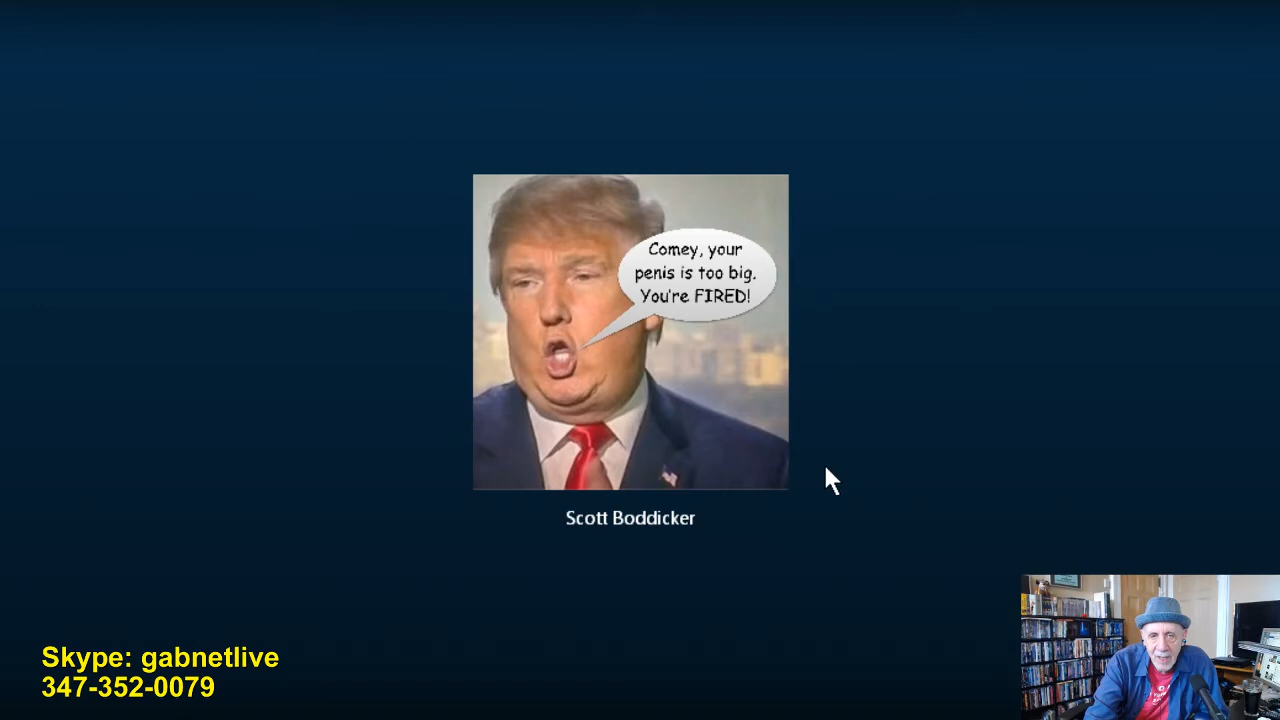 Comey, your
penis is too big.
You're FIRED!
Scott Boddicker
Skype: gabnetlive
347-352-0079